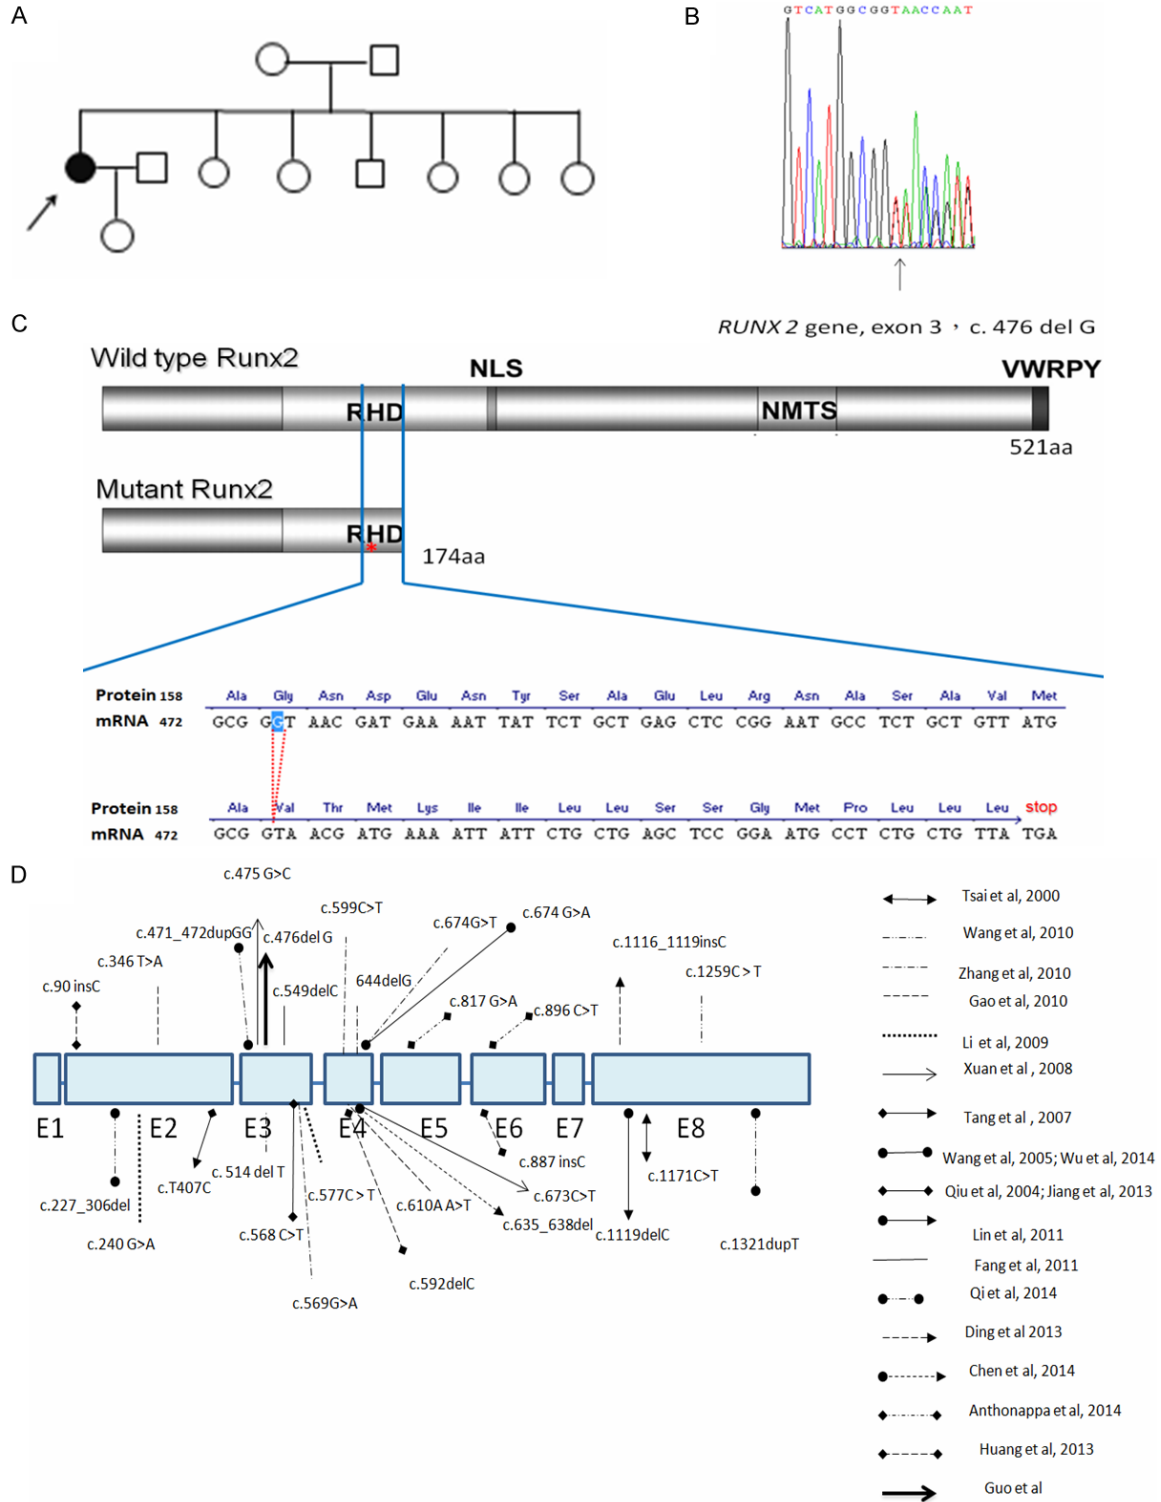 A
B
GTCATGGCGGTAACCAAT
RUNX 2 gene, exon 3 , c. 476 del G
C
Wild type Runx2
NLS
VWRPY
RHD
NMTS
521aa
Mutant Runx2
RHD
*
174aa
Protein 158 Ala Gly Asn Asp Glu Asn Tyr Ser Ala Glu Leu Arg Asn Ala Ser Ala Val Met
mRNA 472 GCG GGT AAC GAT GAA AAT TAT TCT GCT GAG CTC CGG AAT GCC TCT GCT GTT ATG
Protein 158 Ala Val Thr Met Lys Ile Ile Leu Leu Ser Ser Gly Met Pro Leu Leu Leu stop
mRNA 472 GCG GTA ACG ATG AAA ATT ATT CTG CTG AGC TCC GGA ATG CCT CTG CTG TTA TGA
D
c.475 G>C
c.599C>T
c.674G>T
c.674 G>A
c.471_472dupGG
c.476del G
c.1116_1119insC
c.346 T>A
c.1259C > T
c.90 insC
c.549delC
644delG
c.817 G>A
c.896 C>T
E1
E2
E3
E4
E5
E6
E7
E8
c.887 insC
c.514 del T
c.1171C>T
c.T407C
c.577C > T
c.673C>T
c.227_306del
c.610A A>T
c.635_638del
c.568 C>T
c.1119delC
c.240 G>A
c.1321dupT
c.592delC
c.569G>A
Tsai et al, 2000
Wang et al, 2010
Zhang et al, 2010
Gao et al, 2010
Li et al, 2009
Xuan et al , 2008
Tang et al , 2007
Wang et al, 2005; Wu et al, 2014
Qiu et al, 2004; Jiang et al, 2013
Lin et al, 2011
Fang et al, 2011
Qi et al, 2014
Ding et al 2013
Chen et al, 2014
Anthonappa et al, 2014
Huang et al, 2013
Guo et al